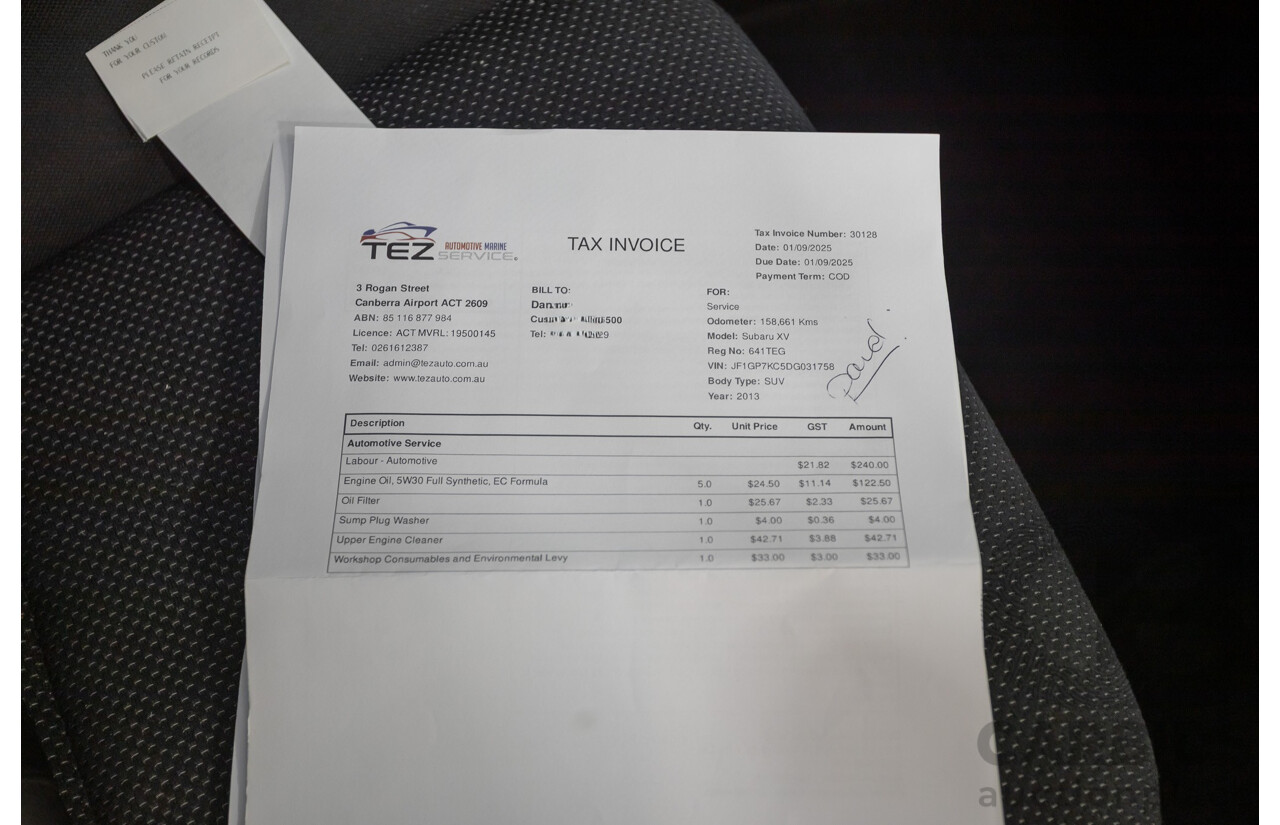 THANK YOU
FOR YOUR CUSTOM
PLEASE RETAIN RECEIPT
FOR YOUR RECORDS
TEZ AUTOMOTIVE MARINE
SERVICE.
TAX INVOICE
Tax Invoice Number: 30128
Date: 01/09/2025
Due Date: 01/09/2025
Payment Term: COD
3 Rogan Street
Canberra Airport ACT 2609
ABN: 85 116 877 984
Licence: ACT MVRL: 19500145
Tel: 0261612387
Email: admin@tezauto.com.au
Website: www.tezauto.com.au
BILL TO:
Tel:
FOR:
Service
Odometer: 158,661 Kms
Model: Subaru XV
Reg No: 641TEG
VIN: JF1GP7KC5DG031758
Body Type: SUV
Year: 2013
Description Qty. Unit Price GST Amount
Automotive Service
Labour - Automotive $21.82 $240.00
Engine Oil, 5W30 Full Synthetic, EC Formula 5.0 $24.50 $11.14 $122.50
Oil Filter 1.0 $25.67 $2.33 $25.67
Sump Plug Washer 1.0 $4.00 $0.36 $4.00
Upper Engine Cleaner 1.0 $42.71 $3.88 $42.71
Workshop Consumables and Environmental Levy 1.0 $33.00 $3.00 $33.00